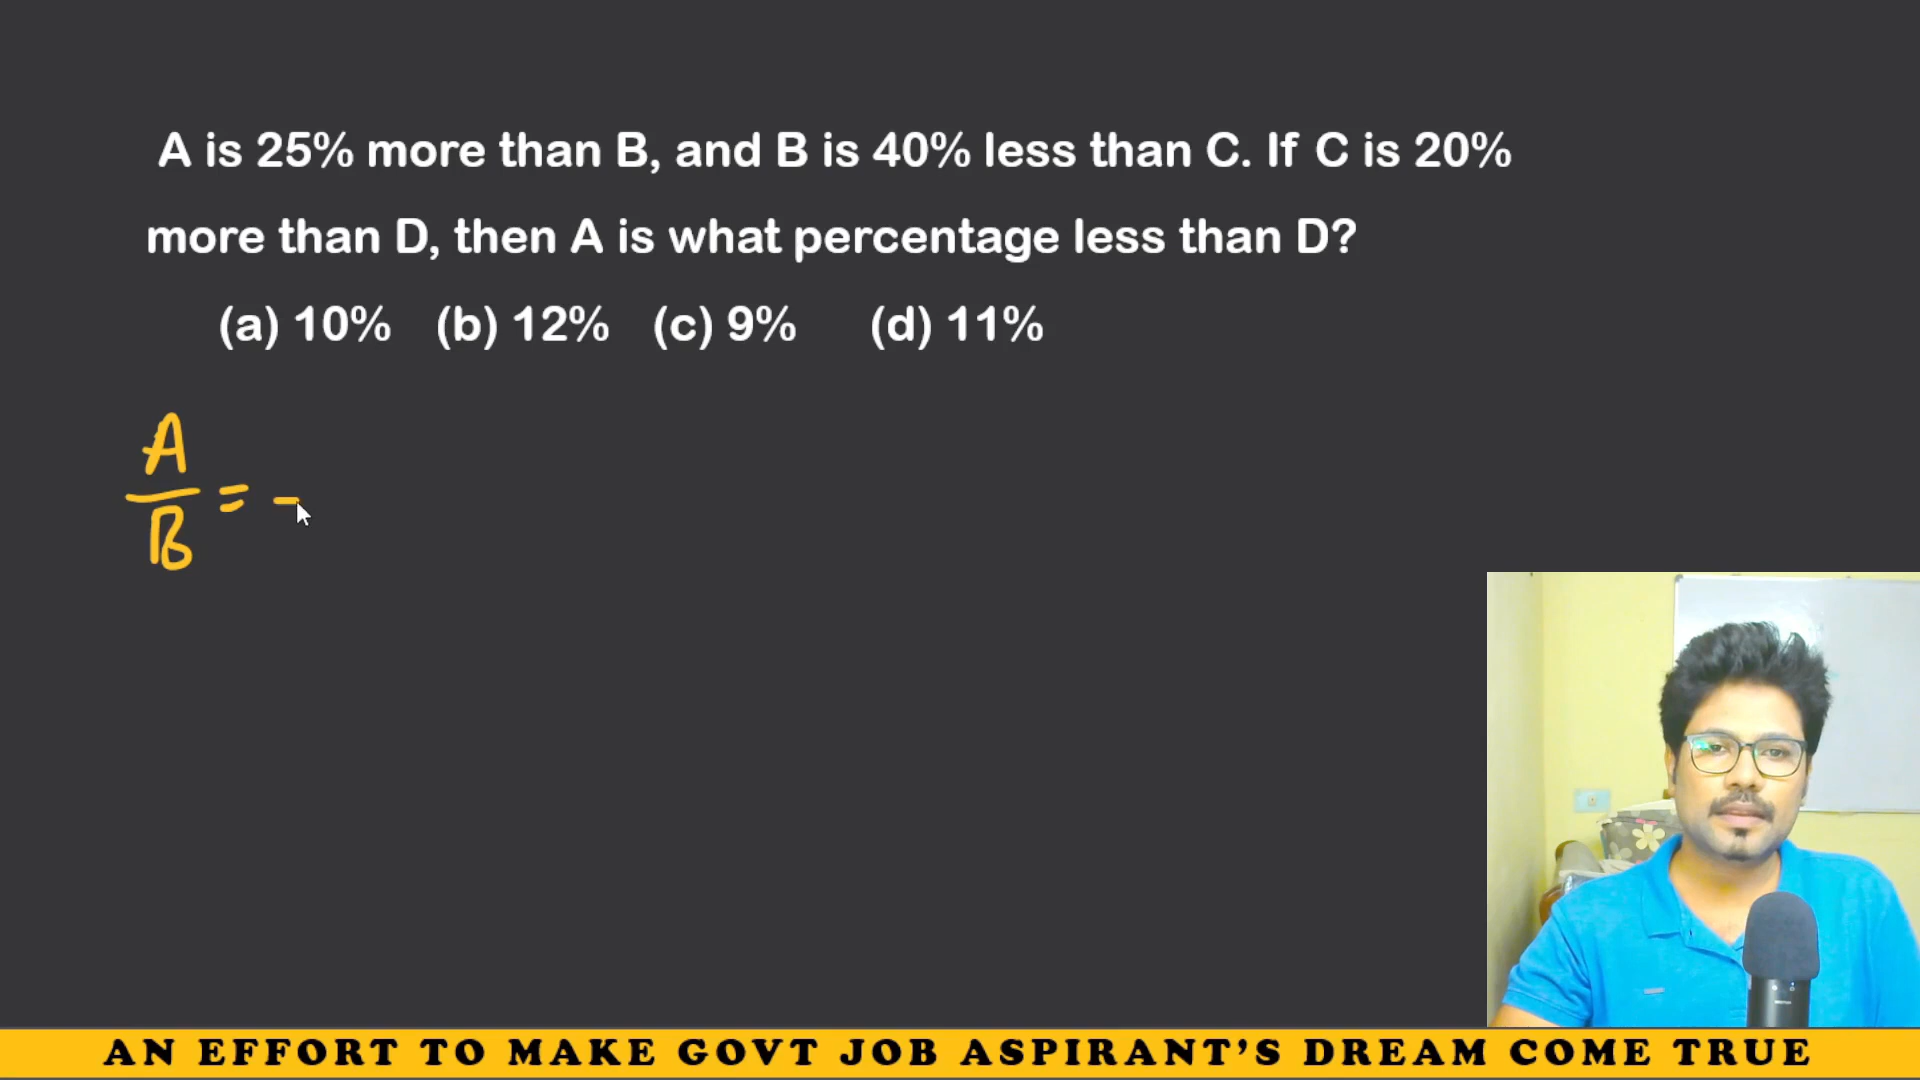 A is 25% more than B, and B is 40% less than C. If C is 20%
more than D, then A is what percentage less than D?
(a) 10% (b) 12% (c) 9% (d) 11%
A
B
= -
AN EFFORT TO MAKE GOVT JOB ASPIRANT'S DREAM COME TRUE